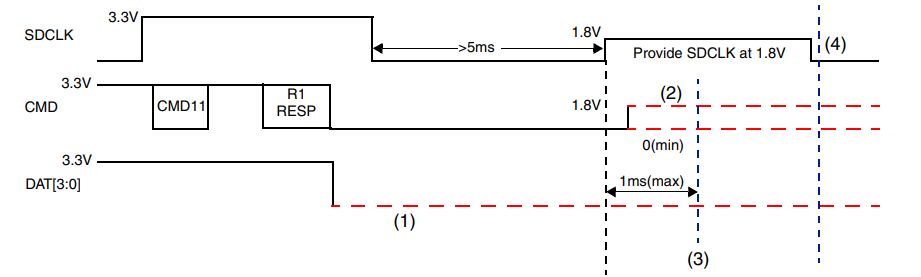 3.3V
SDCLK
>5ms
1.8V
Provide SDCLK at 1.8V
(4)
3.3V
CMD
CMD11
R1
RESP
1.8V
(2)
0(min)
3.3V
DAT[3:0]
1ms(max)
(1)
(3)